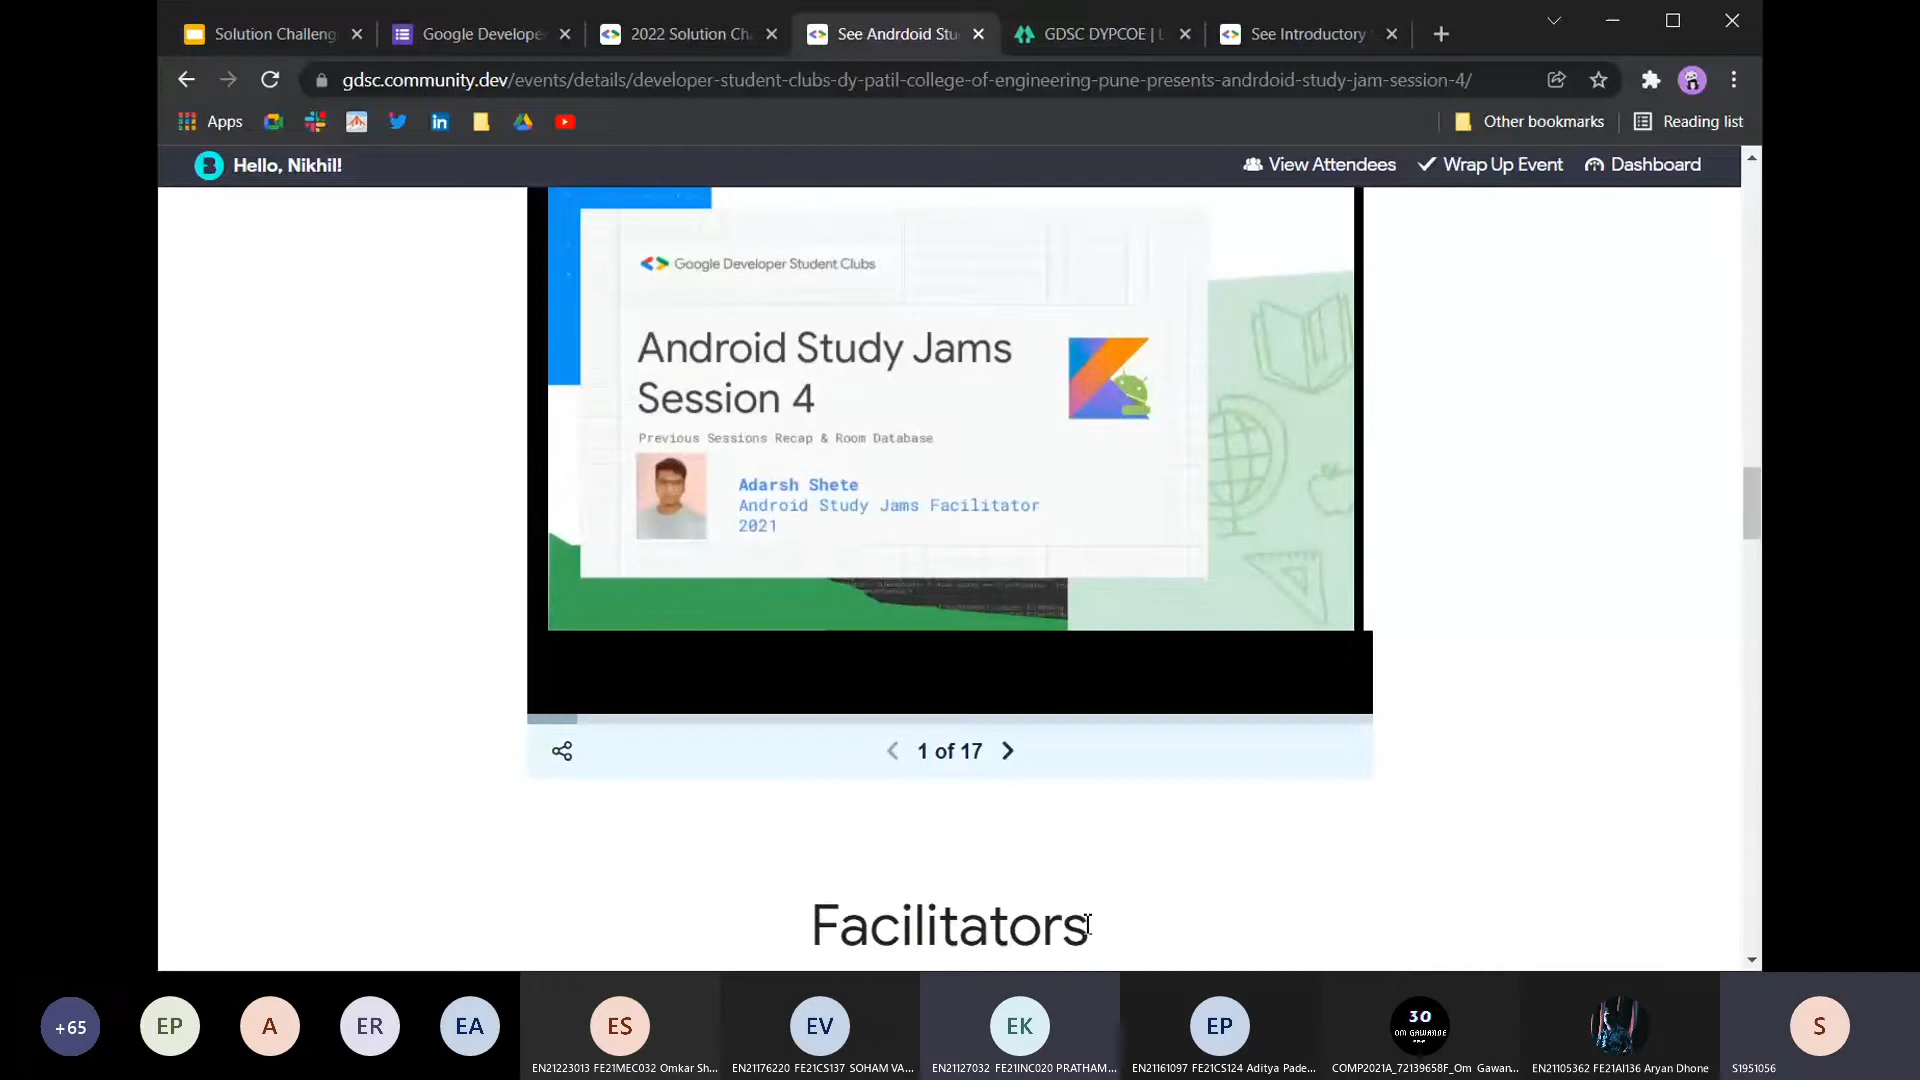 Solution Challeng
Google Develope
2022 Solution Ch
See Andrdoid Stu
GDSC DYPCOE | L
See Introductory
gdsc.community.dev/events/details/developer-student-clubs-dy-patil-college-of-engineering-pune-presents-andrdoid-study-jam-session-4/
Apps
Other bookmarks
Reading list
Hello, Nikhil!
View Attendees
Wrap Up Event
Dashboard
Google Developer Student Clubs
Android Study Jams
Session 4
Previous Sessions Recap & Room Database
Adarsh Shete
Android Study Jams Facilitator
2021
1 of 17
Facilitators
+65
EP
A
ER
EA
ES
EV
EK
EP
30
OM GAWANDE
S
EN21223013 FE21MEC032 Omkar Sh...
EN21176220 FE21CS137 SOHAM VA...
EN21127032 FE21INC020 PRATHAM...
EN21161097 FE21CS124 Aditya Pade...
COMP2021A_72139658F_Om Gawan...
EN21105362 FE21AI136 Aryan Dhone
S1951056